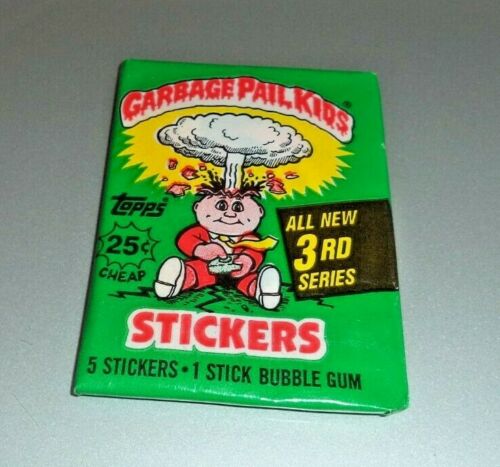 GARBAGE PAIL KIDS®
Topps®
25¢
CHEAP
ALL NEW
3RD
SERIES
STICKERS
5 STICKERS • 1 STICK BUBBLE GUM